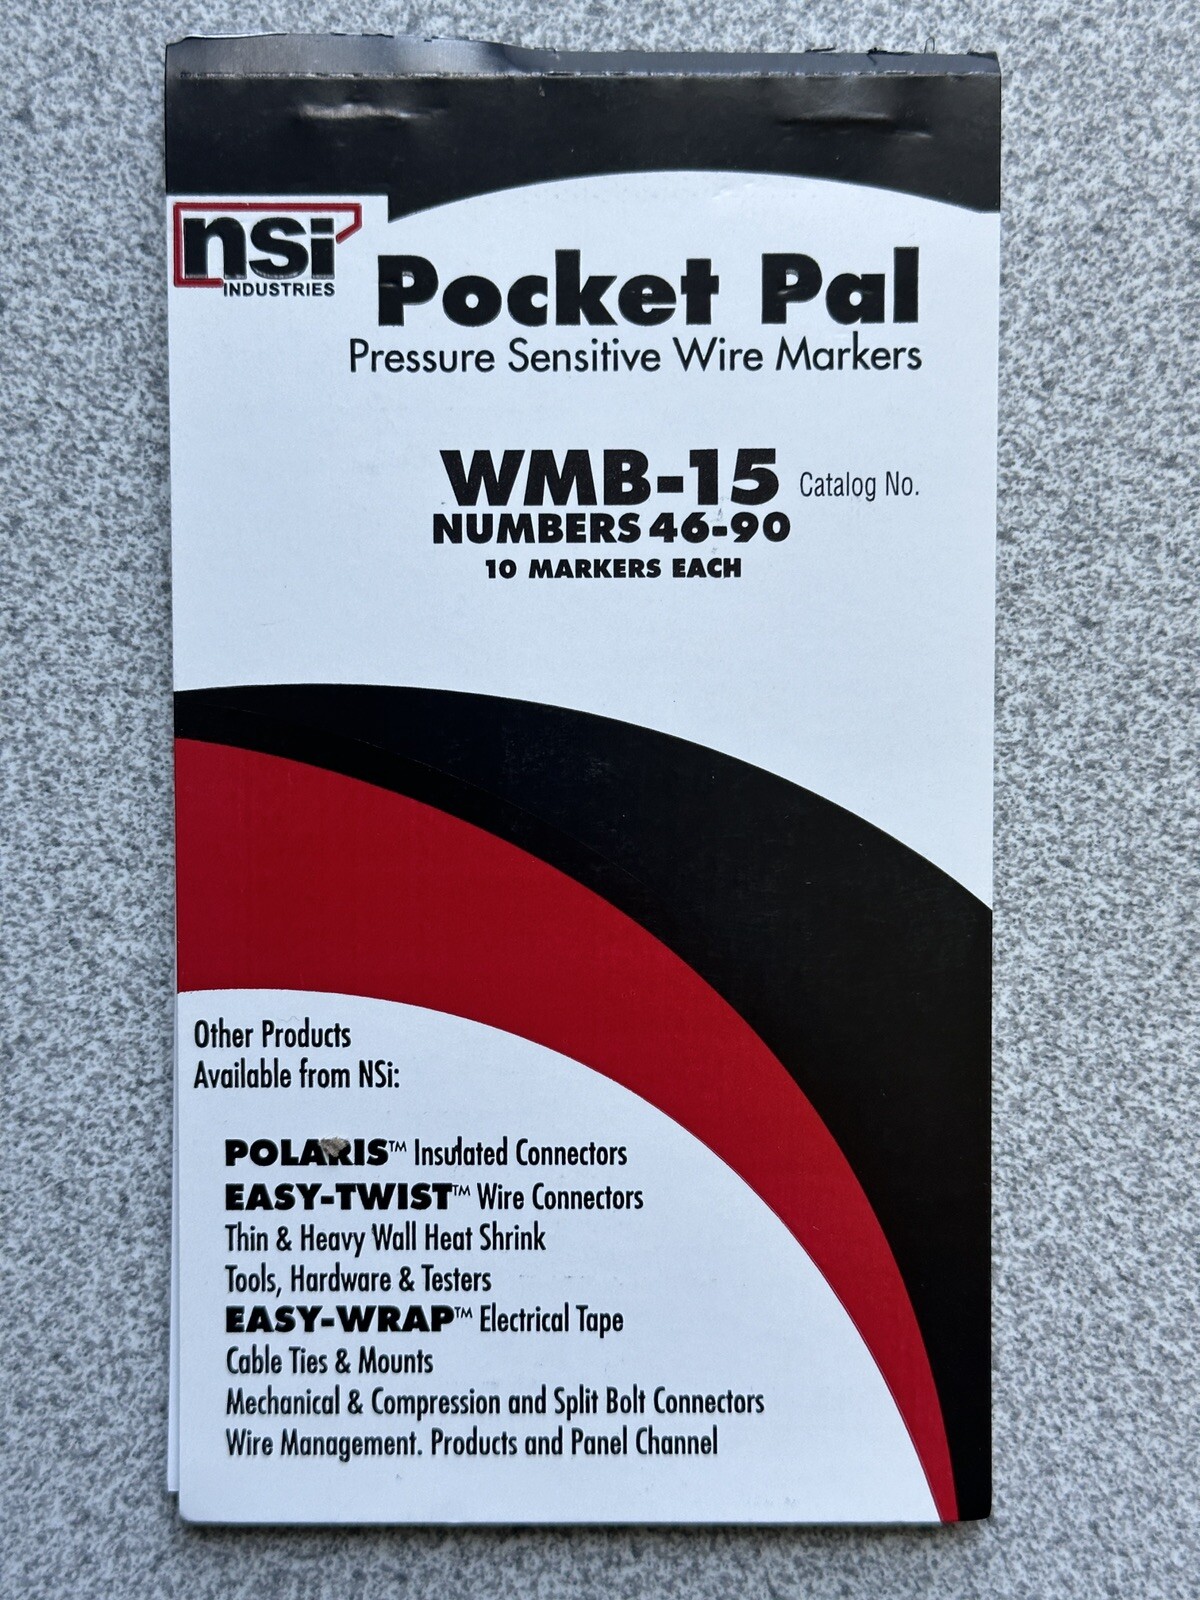 nsi
INDUSTRIES
Pocket Pal
Pressure Sensitive Wire Markers
WMB-15 Catalog No.
NUMBERS 46-90
10 MARKERS EACH
Other Products
Available from NSi:
POLARIS™ Insulated Connectors
EASY-TWIST™ Wire Connectors
Thin & Heavy Wall Heat Shrink
Tools, Hardware & Testers
EASY-WRAP™ Electrical Tape
Cable Ties & Mounts
Mechanical & Compression and Split Bolt Connectors
Wire Management. Products and Panel Channel